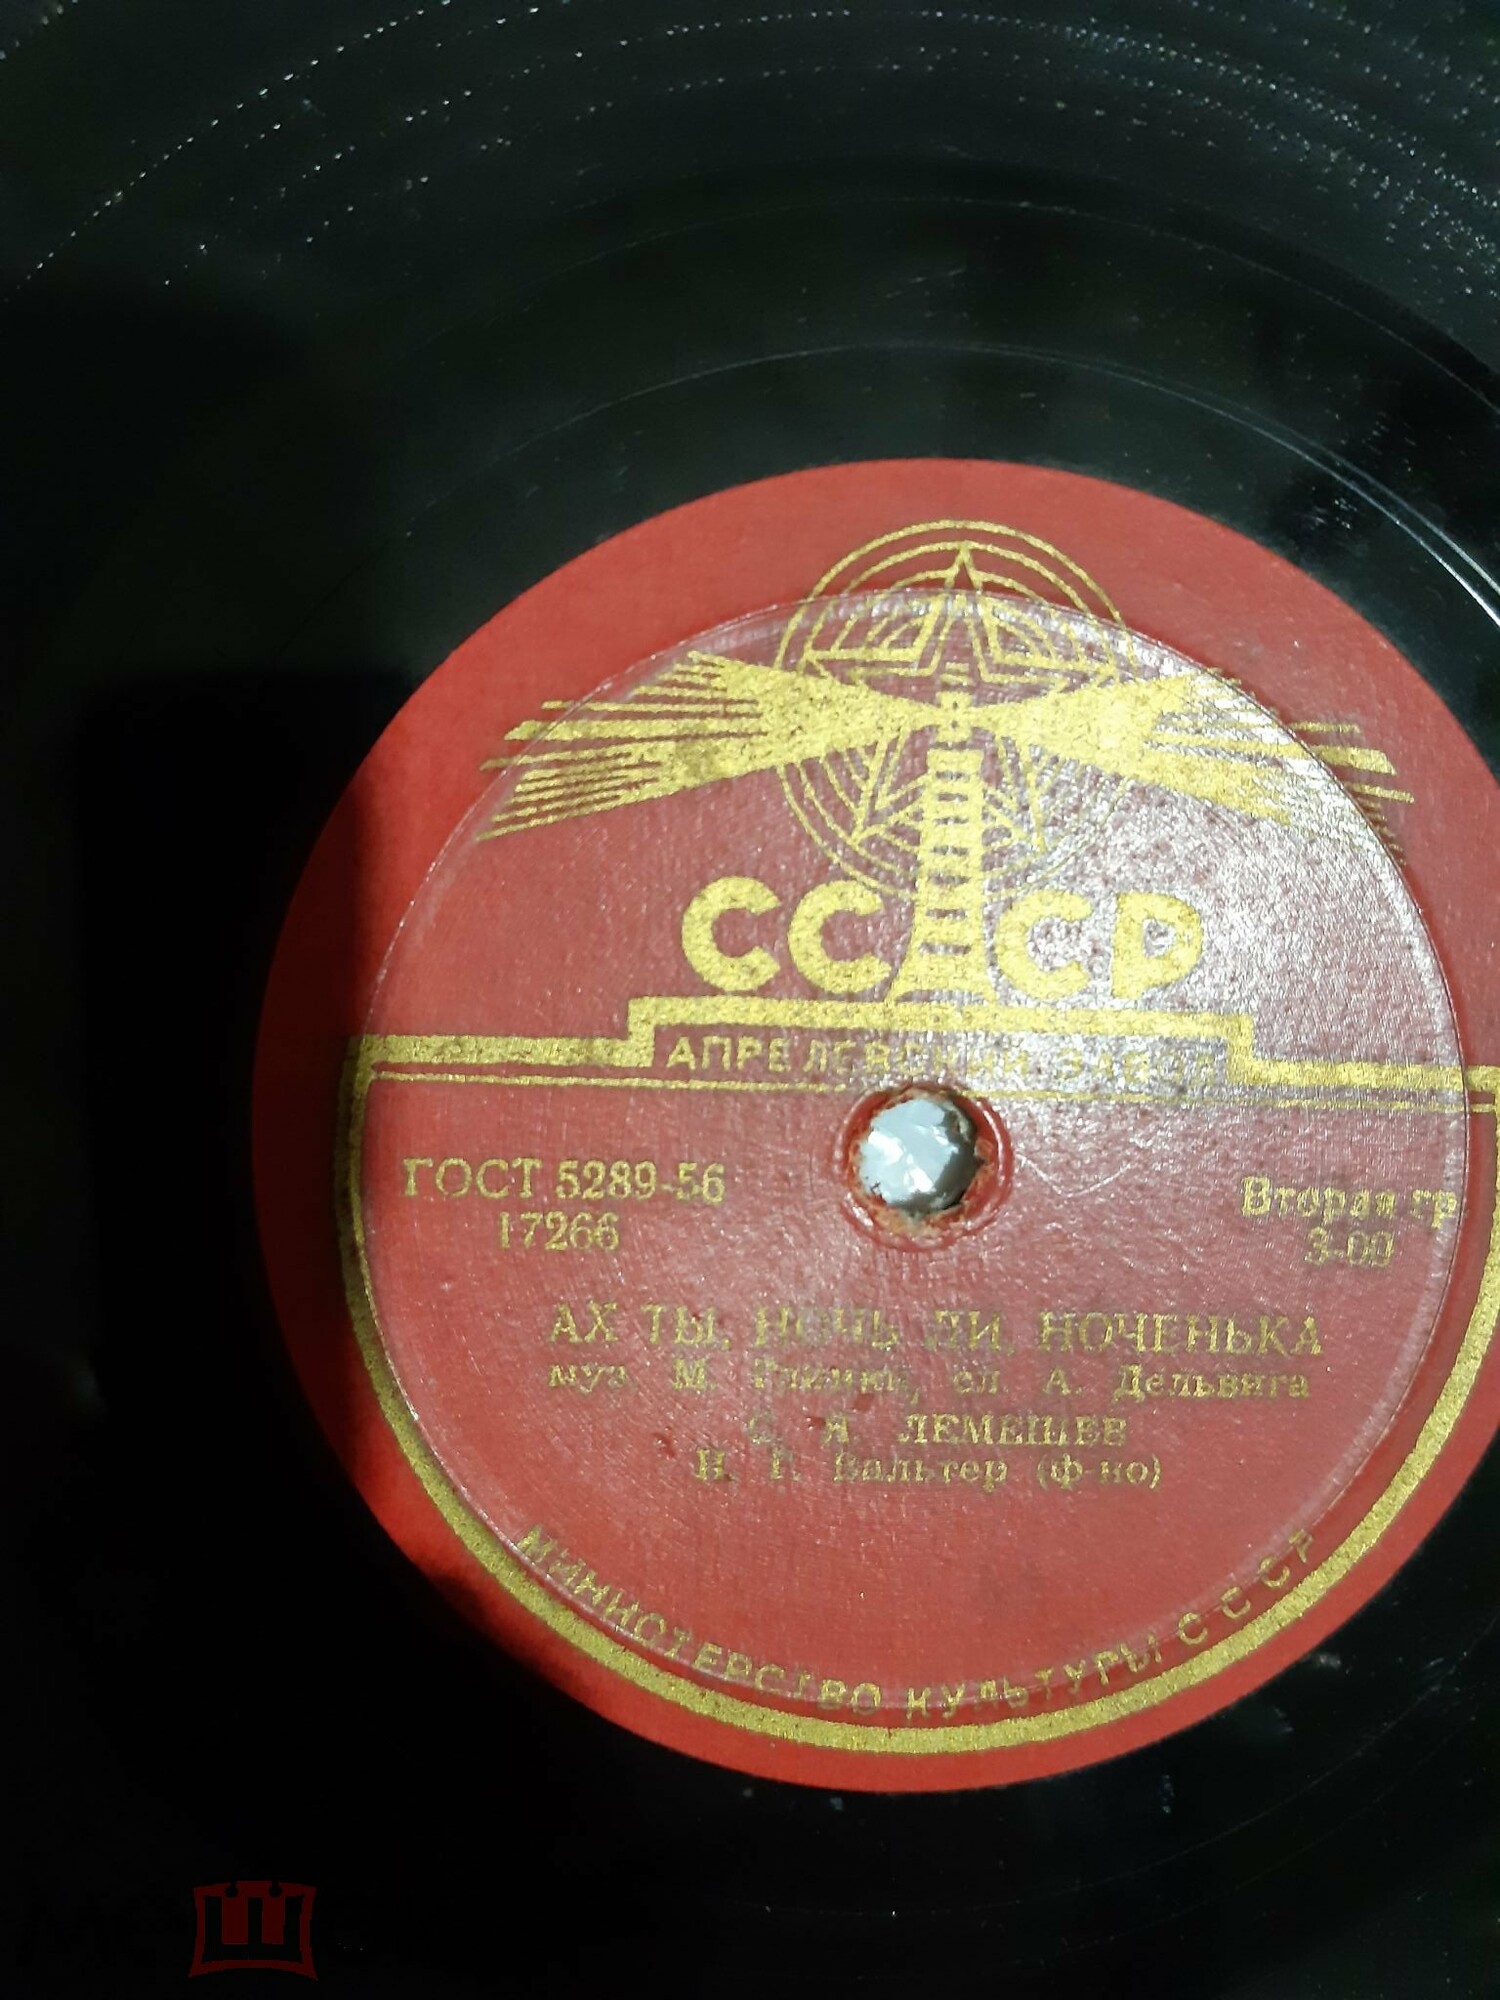 СССР
АПРЕЛЕВСКИЙ ЗАВОД
ГОСТ 5289-56
17266
Вторая гр
3-00
АХ ТЫ, НОЧЬ ЛИ, НОЧЕНЬКА
муз. М. Глинки, сл. А. Дельвига
С. Я. ЛЕМЕШЕВ
Н. Г. Вальтер (ф-но)
МИНИСТЕРСТВО КУЛЬТУРЫ СССР
Ш